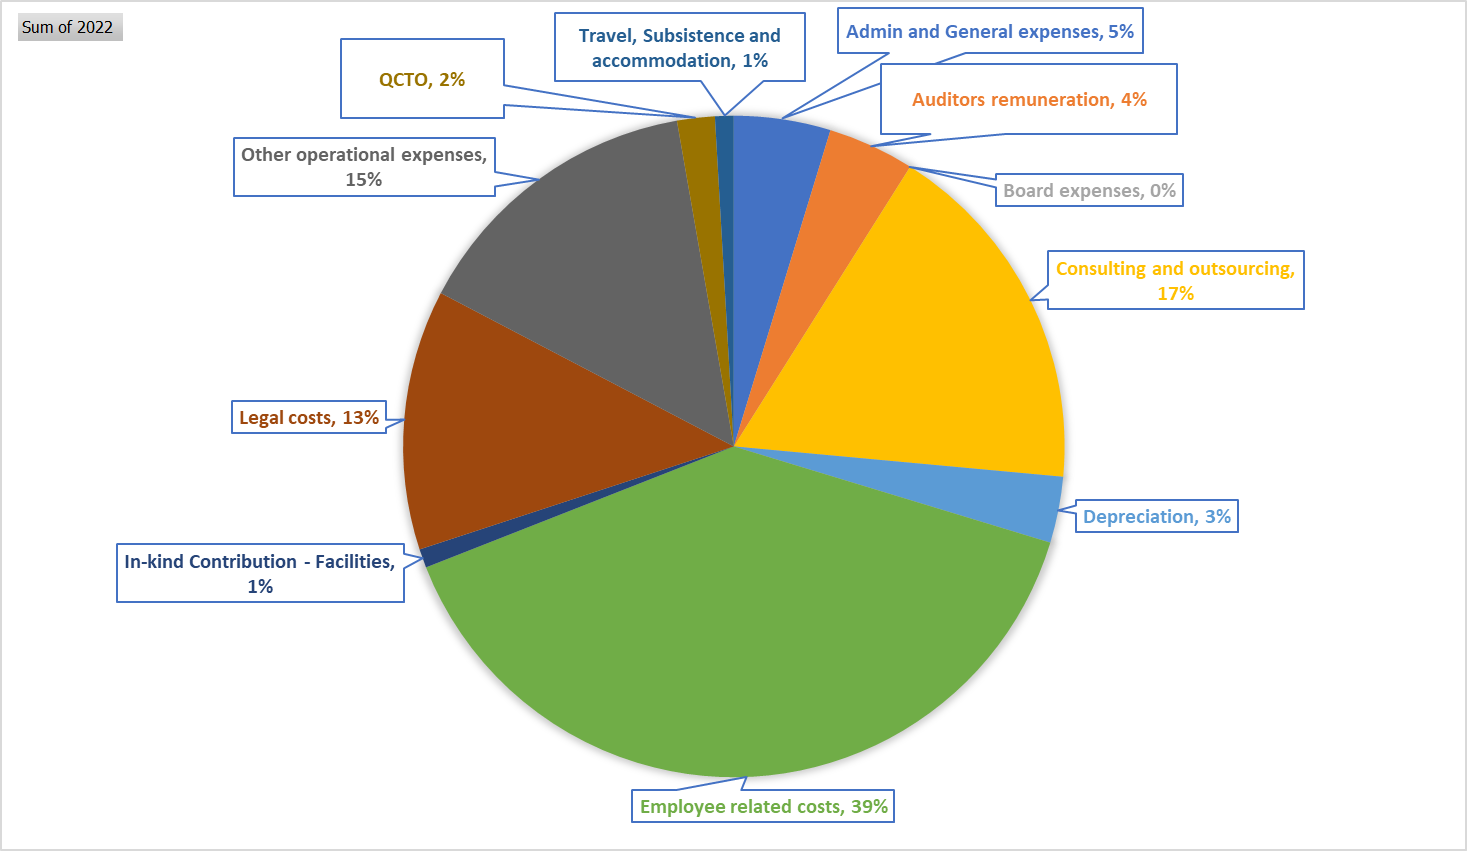 Sum of 2022
Travel, Subsistence and
accommodation, 1%
Admin and General expenses, 5%
QCTO, 2%
Auditors remuneration, 4%
Other operational expenses,
15%
Board expenses, 0%
Consulting and outsourcing,
17%
Legal costs, 13%
Depreciation, 3%
In-kind Contribution - Facilities,
1%
Employee related costs, 39%